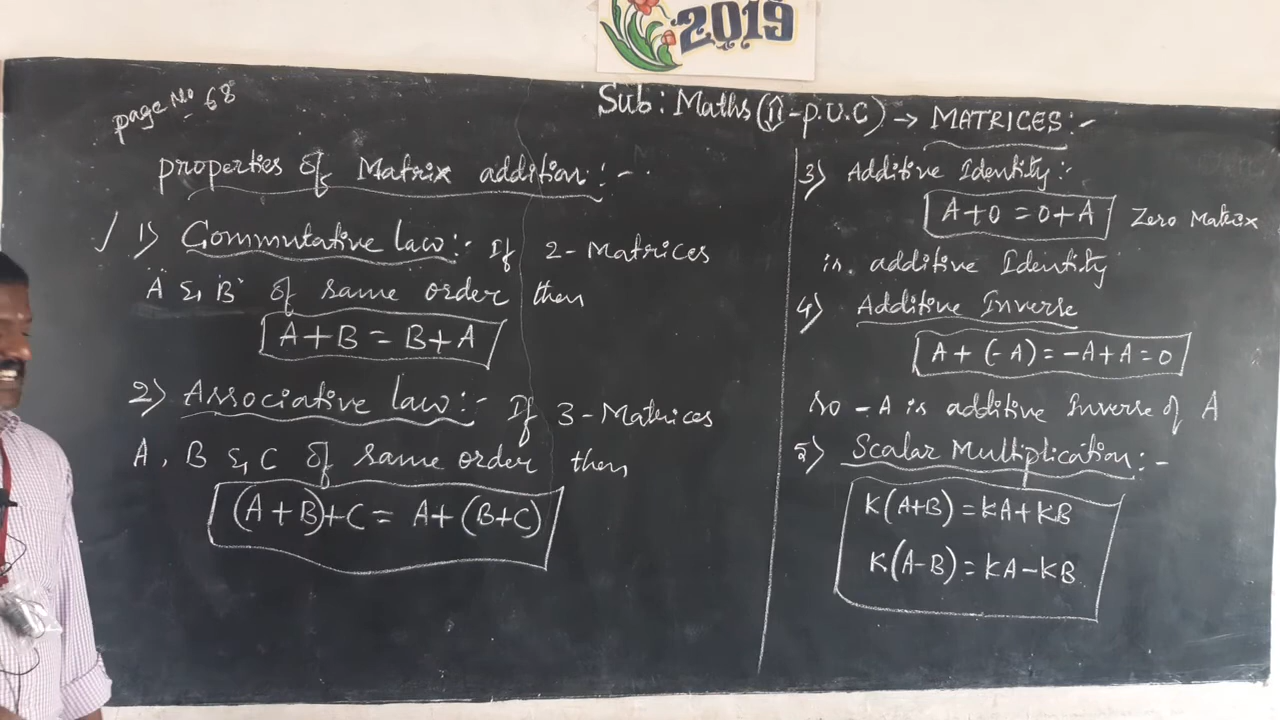 2019
page No 68
Sub : Maths (II - P.U.C) → MATRICES :-
properties of Matrix addition :-
1) Commutative law :- If 2-Matrices
A & B of same order then
A+B = B+A
2) Associative law :- If 3-Matrices
A, B & C of same order then
(A+B)+C = A+(B+C)
3) Additive Identity :-
A+0 = 0+A Zero Matrix
is additive Identity
4) Additive Inverse
A + (-A) = -A+A = 0
so -A is additive Inverse of A
5) Scalar Multiplication :-
K(A+B) = KA+KB
K(A-B) = KA-KB